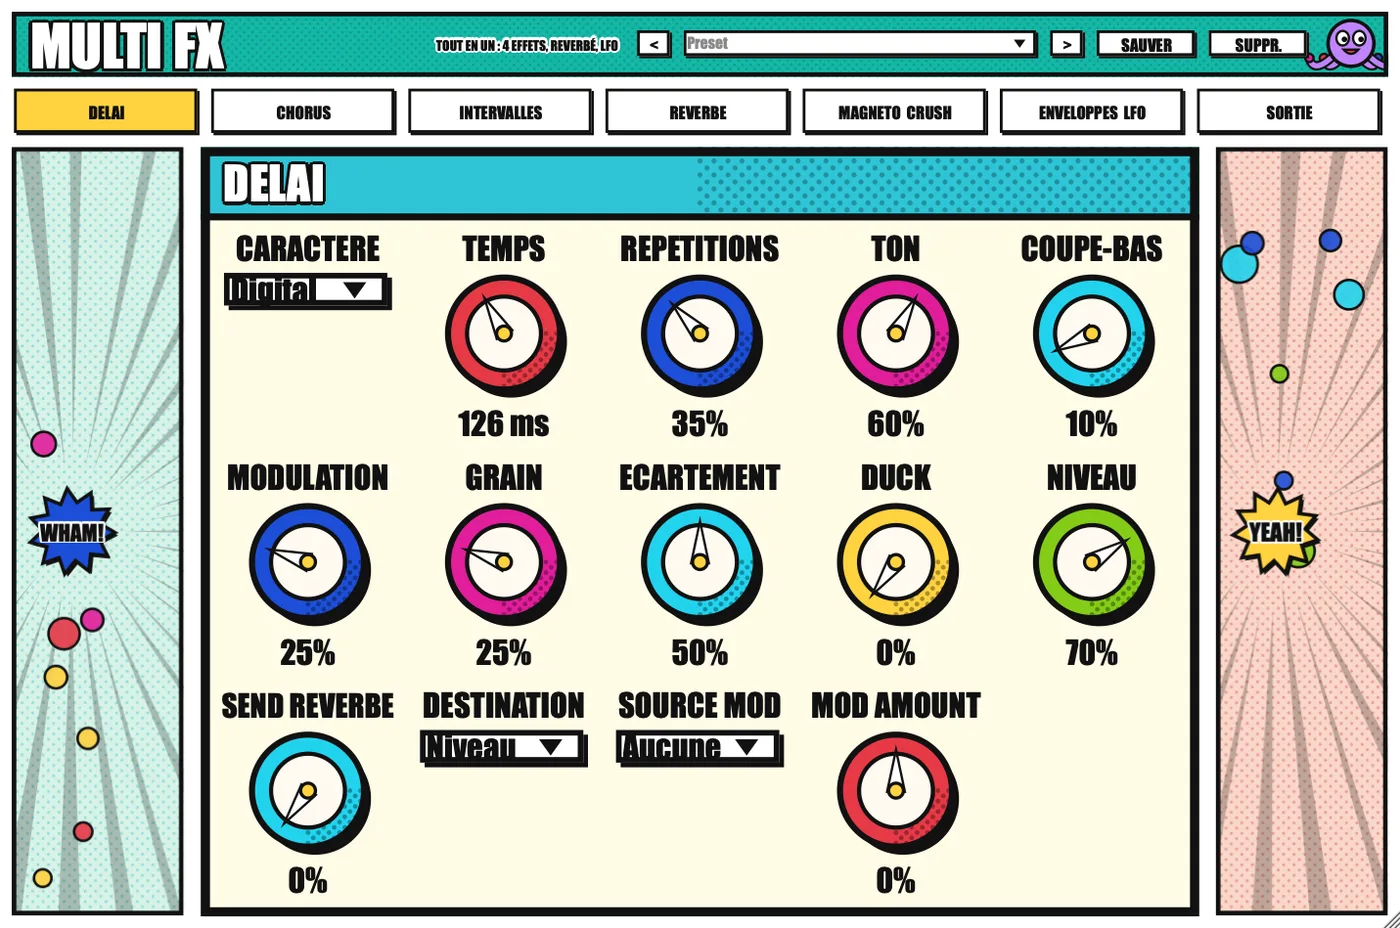 MULTI FX
TOUT EN UN : 4 EFFETS, REVERBÉ, LFO
<
Preset
>
SAUVER
SUPPR.
DELAI
CHORUS
INTERVALLES
REVERBE
MAGNETO CRUSH
ENVELOPPES LFO
SORTIE
DELAI
CARACTERE
TEMPS
REPETITIONS
TON
COUPE-BAS
Digita
126 ms
35%
60%
10%
MODULATION
GRAIN
ECARTEMENT
DUCK
NIVEAU
WHAM!
YEAH!
25%
25%
50%
0%
70%
SEND REVERBE
DESTINATION
SOURCE MOD
MOD AMOUNT
Niveau
Aucune
0%
0%